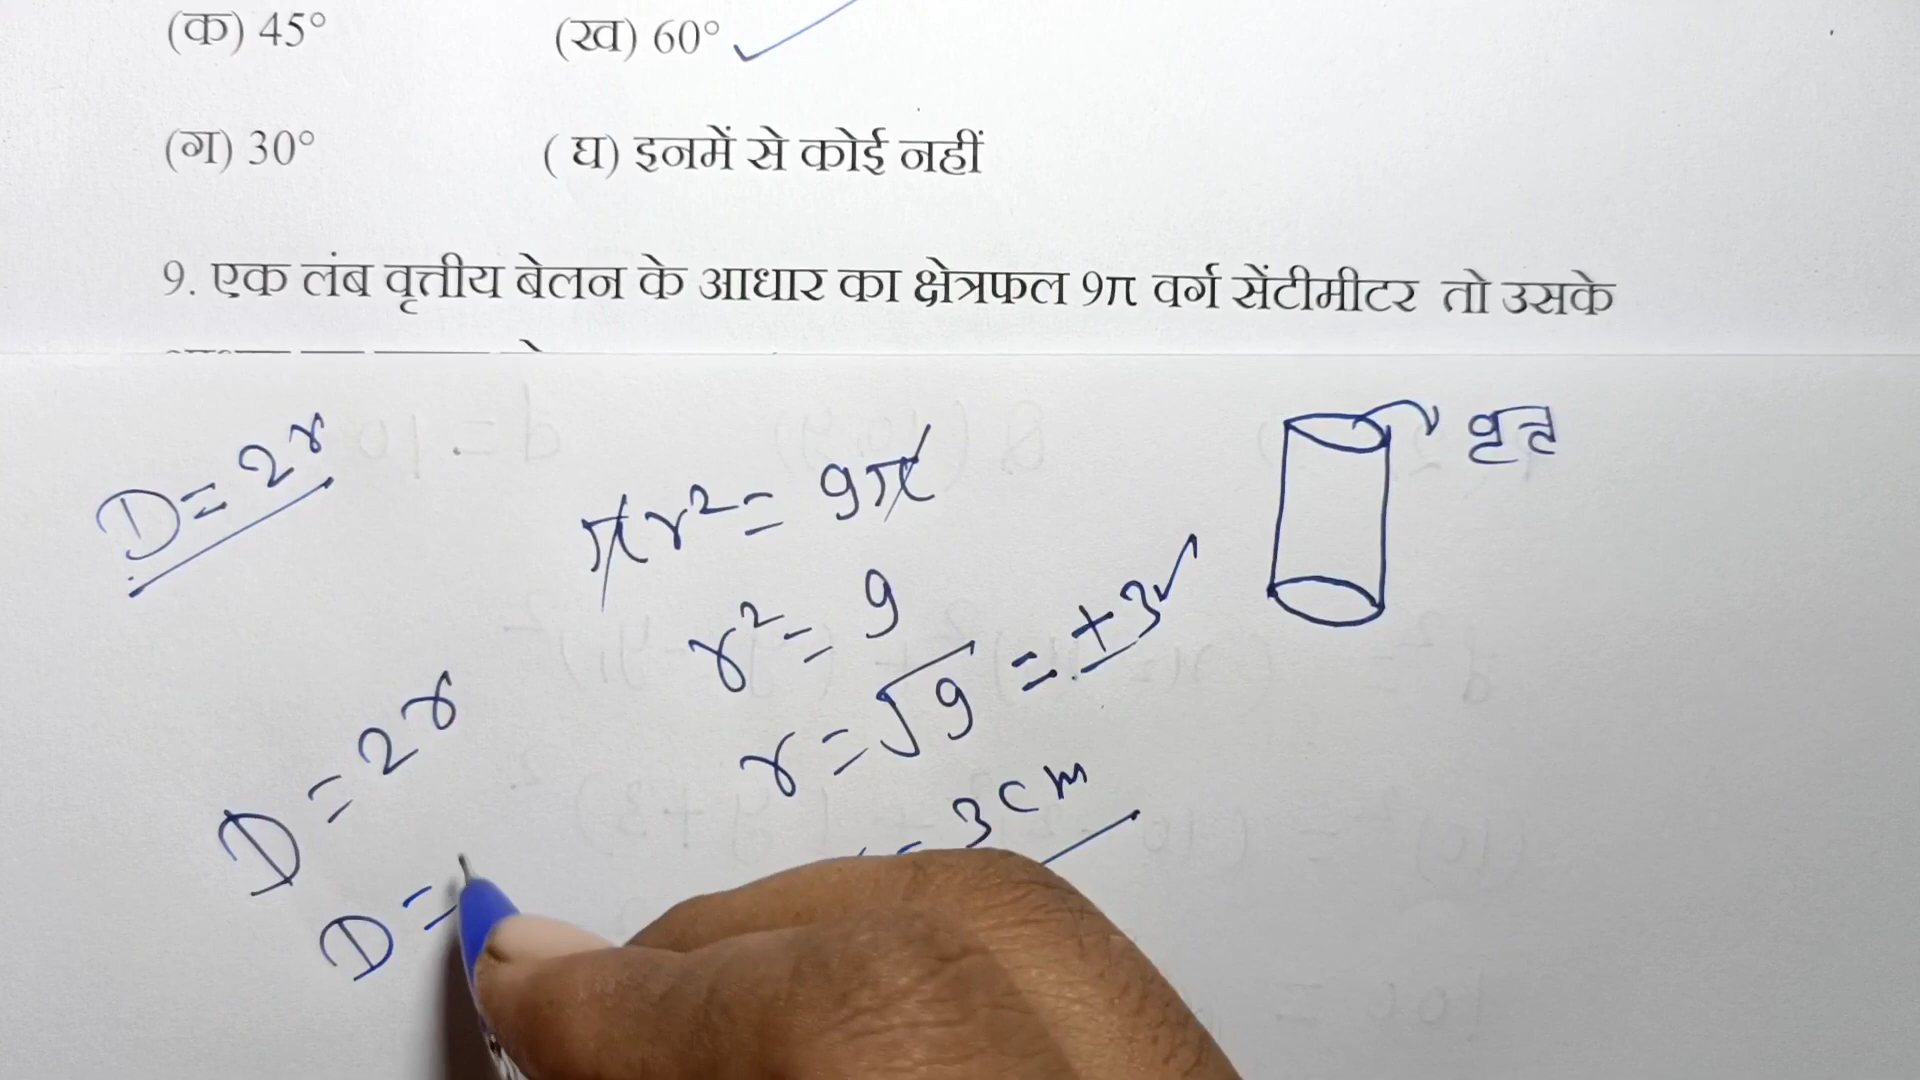 (क) 45° (ख) 60°
(ग) 30° ( घ) इनमें से कोई नहीं
9. एक लंब वृत्तीय बेलन के आधार का क्षेत्रफल 9π वर्ग सेंटीमीटर तो उसके
D = 2r
πr² = 9π
वृत
r² = 9
r = √9 = ±3
= 3cm
D = 2r
D =